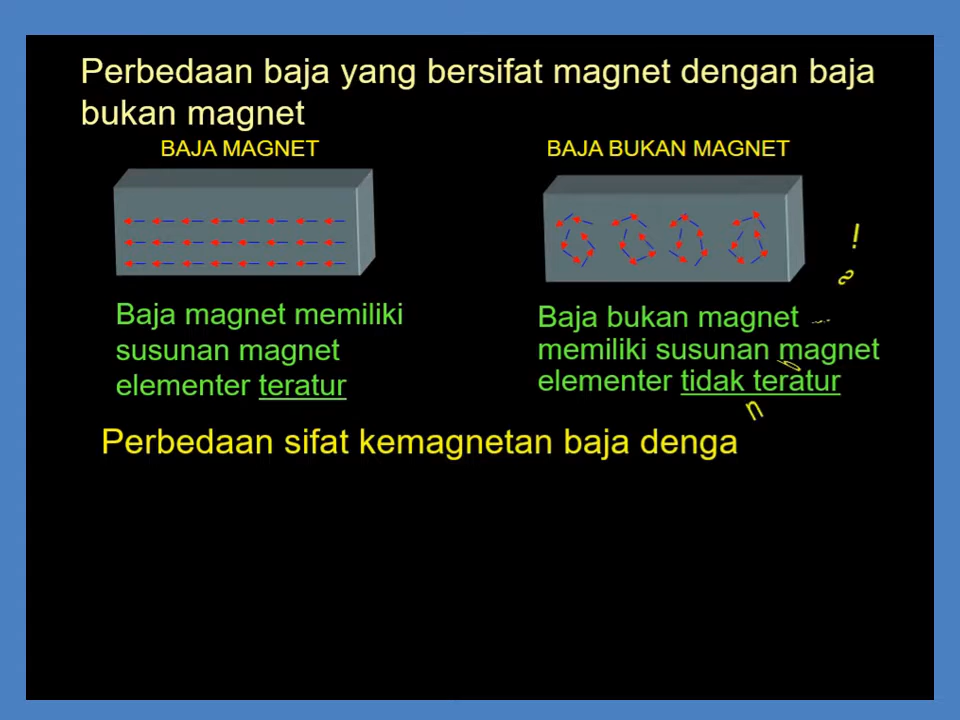 Perbedaan baja yang bersifat magnet dengan baja
bukan magnet
BAJA MAGNET
BAJA BUKAN MAGNET
Baja magnet memiliki
susunan magnet
elementer teratur
Baja bukan magnet
memiliki susunan magnet
elementer tidak teratur
Perbedaan sifat kemagnetan baja dengan